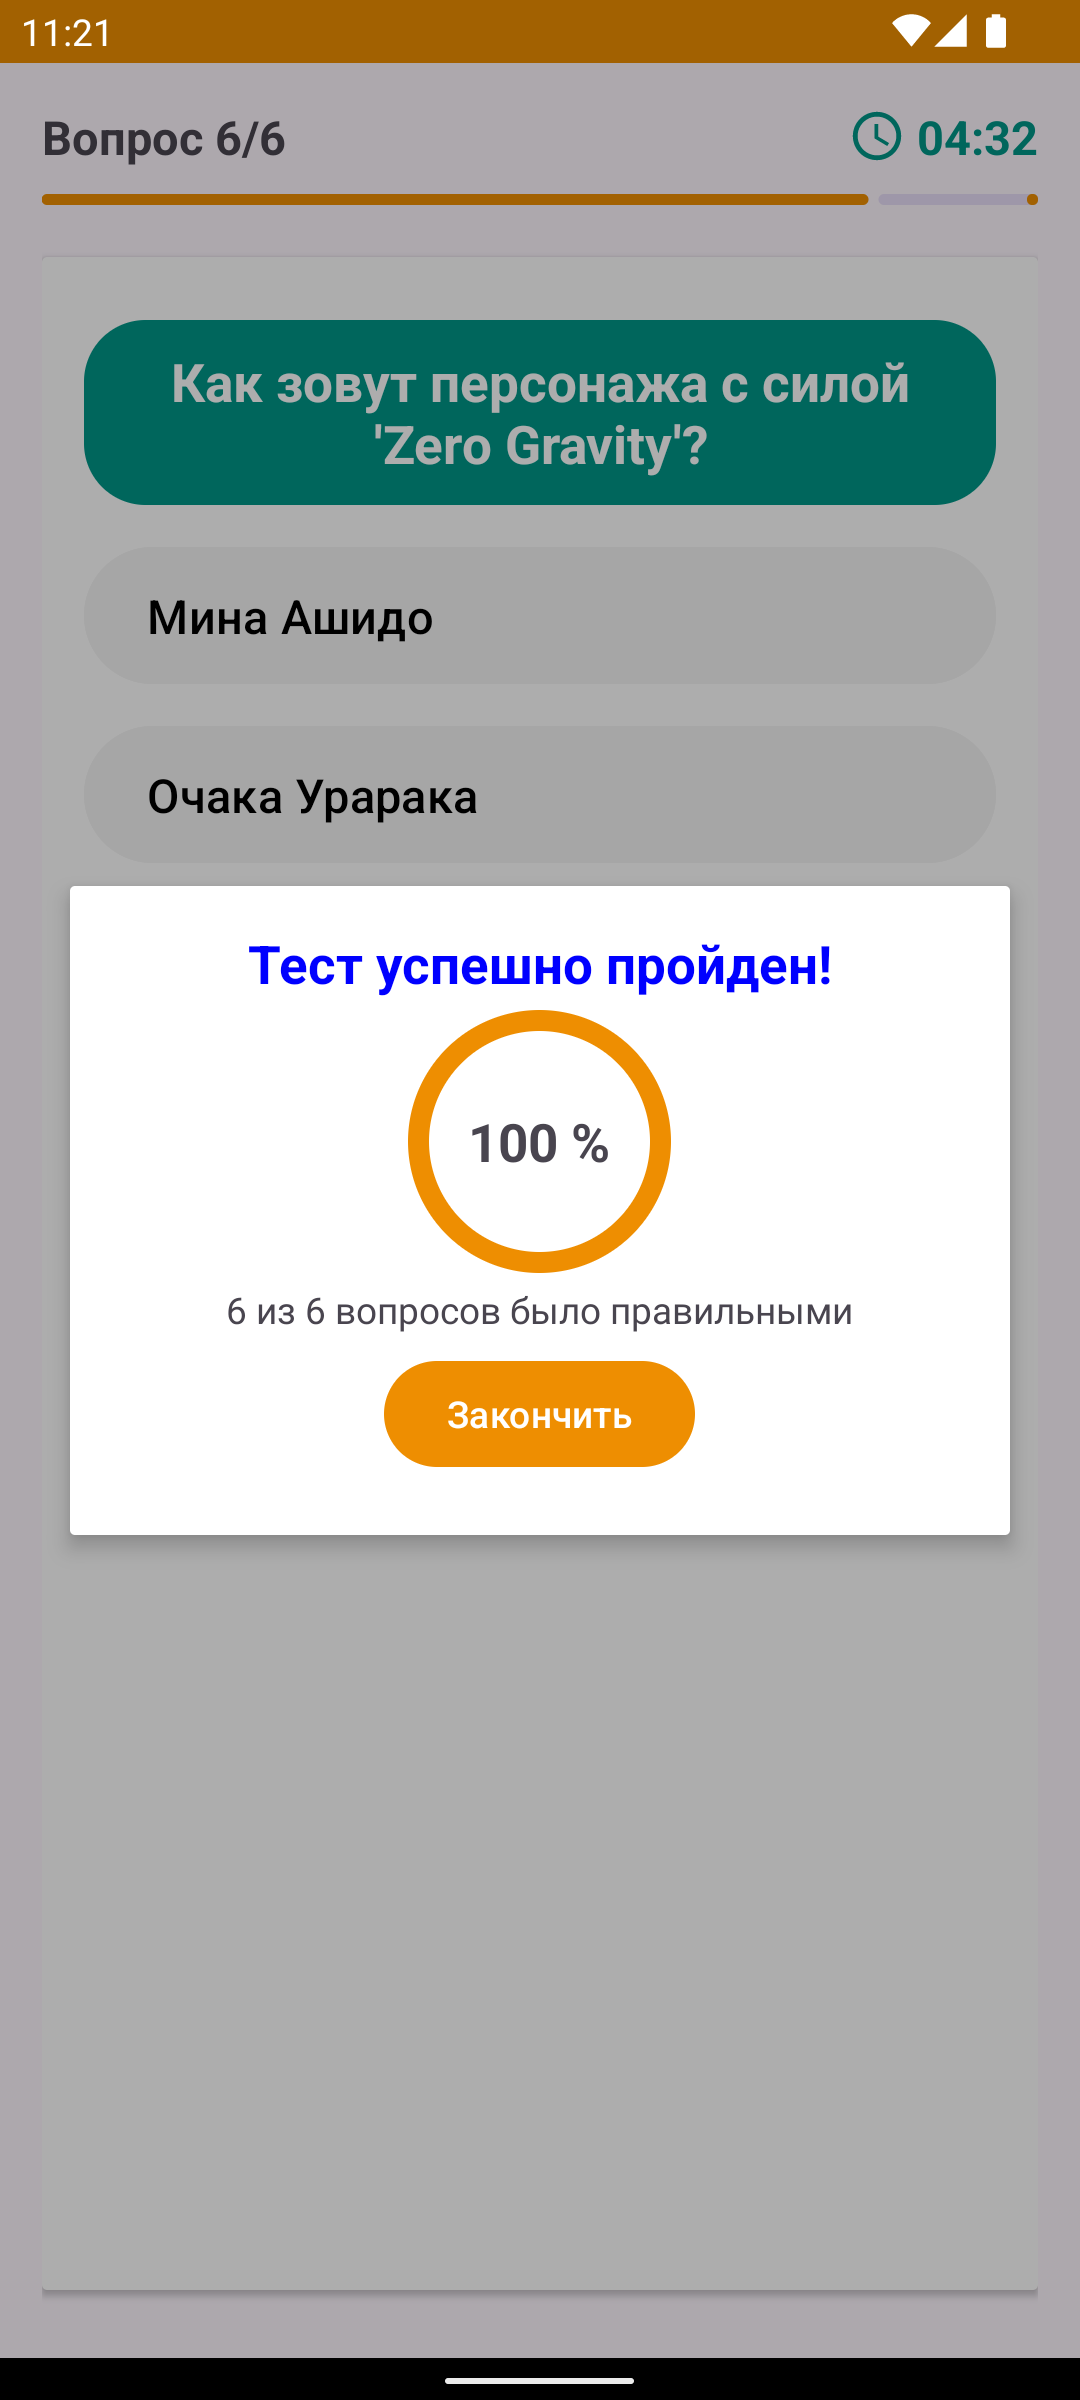 11:21
Вопрос 6/6
04:32
Как зовут персонажа с силой
'Zero Gravity'?
Мина Ашидо
Очака Урарака
Тест успешно пройден!
100 %
6 из 6 вопросов было правильными
Закончить